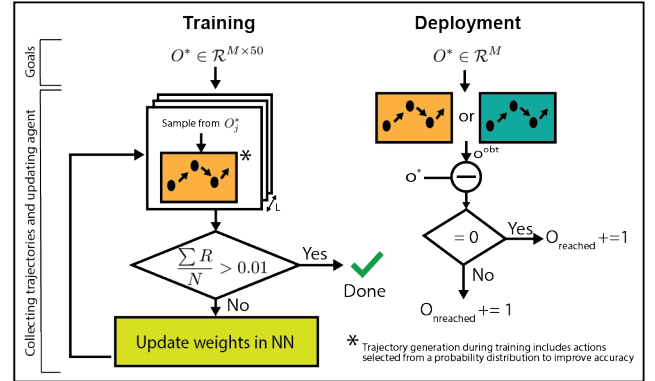 Training
Deployment
Goals
O* ∈ R^{M×50}
O* ∈ R^M
Collecting trajectories and updating agent
Sample from O*_j
*
L
or
O^obt
O*
−
∑ R / N > 0.01
Yes
Done
No
Update weights in NN
= 0
Yes
O_reached +=1
No
O_nreached += 1
* Trajectory generation during training includes actions
selected from a probability distribution to improve accuracy